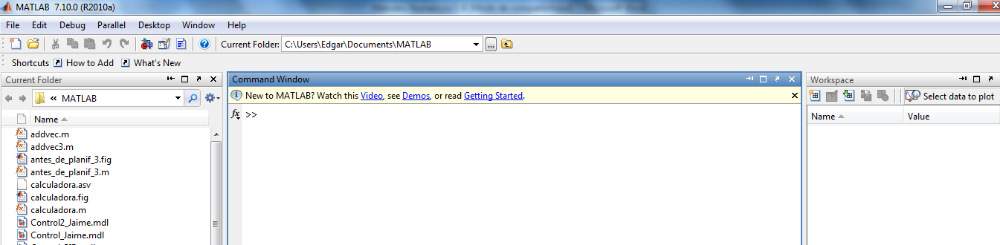 MATLAB 7.10.0 (R2010a)
File Edit Debug Parallel Desktop Window Help
Current Folder: C:\Users\Edgar\Documents\MATLAB
Shortcuts How to Add What's New
Current Folder
« MATLAB
Name
addvec.m
addvec3.m
antes_de_planif_3.fig
antes_de_planif_3.m
calculadora.asv
calculadora.fig
calculadora.m
Control2_Jaime.mdl
Control_Jaime.mdl
Command Window
New to MATLAB? Watch this Video, see Demos, or read Getting Started.
fx >>
Workspace
Select data to plot
Name Value